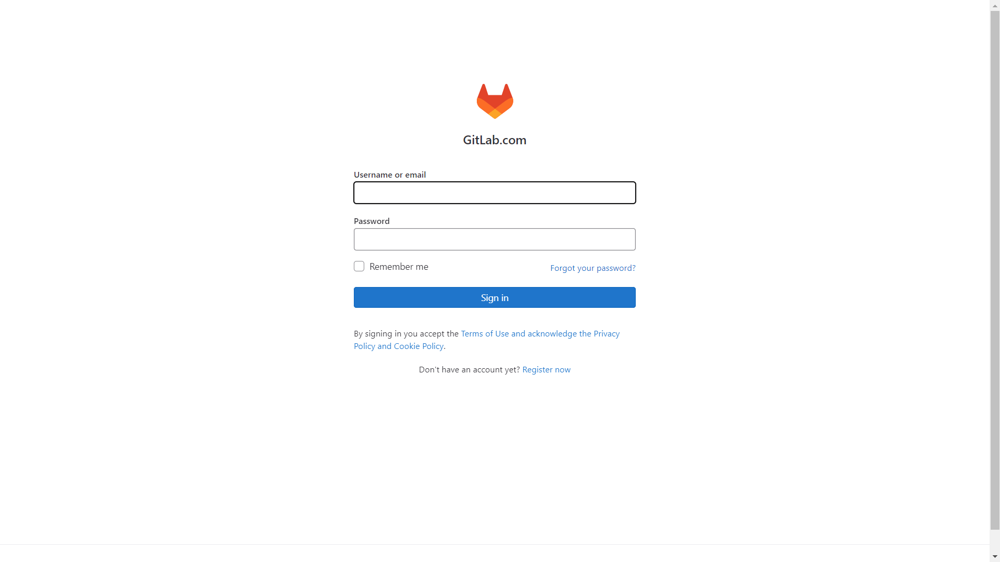 GitLab.com
Username or email
Password
Remember me
Forgot your password?
Sign in
By signing in you accept the Terms of Use and acknowledge the Privacy
Policy and Cookie Policy.
Don't have an account yet? Register now